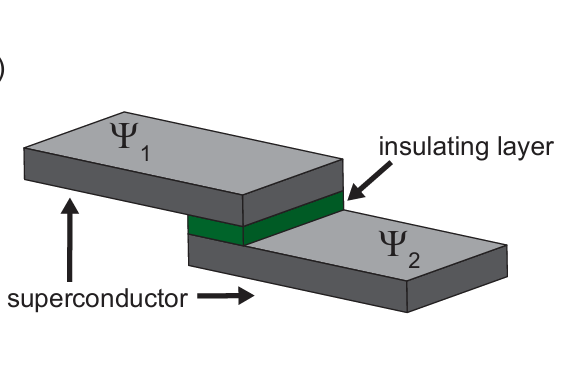 )
Ψ1
insulating layer
Ψ2
superconductor